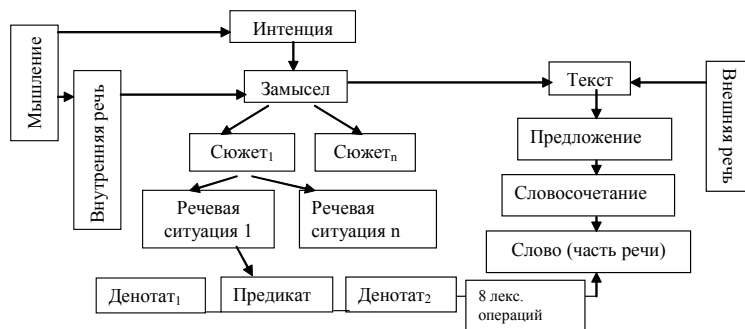 Мышление
Внутренняя речь
Интенция
Замысел
Сюжет₁
Сюжетₙ
Речевая
ситуация 1
Речевая
ситуация n
Денотат₁
Предикат
Денотат₂
8 лекс.
операций
Текст
Предложение
Словосочетание
Слово (часть речи)
Внешняя речь